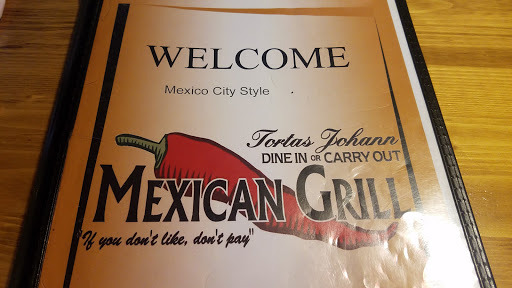 WELCOME
Mexico City Style
Tortas Johann
DINE IN OR CARRY OUT
MEXICAN GRILL
"If you don't like, don't pay"